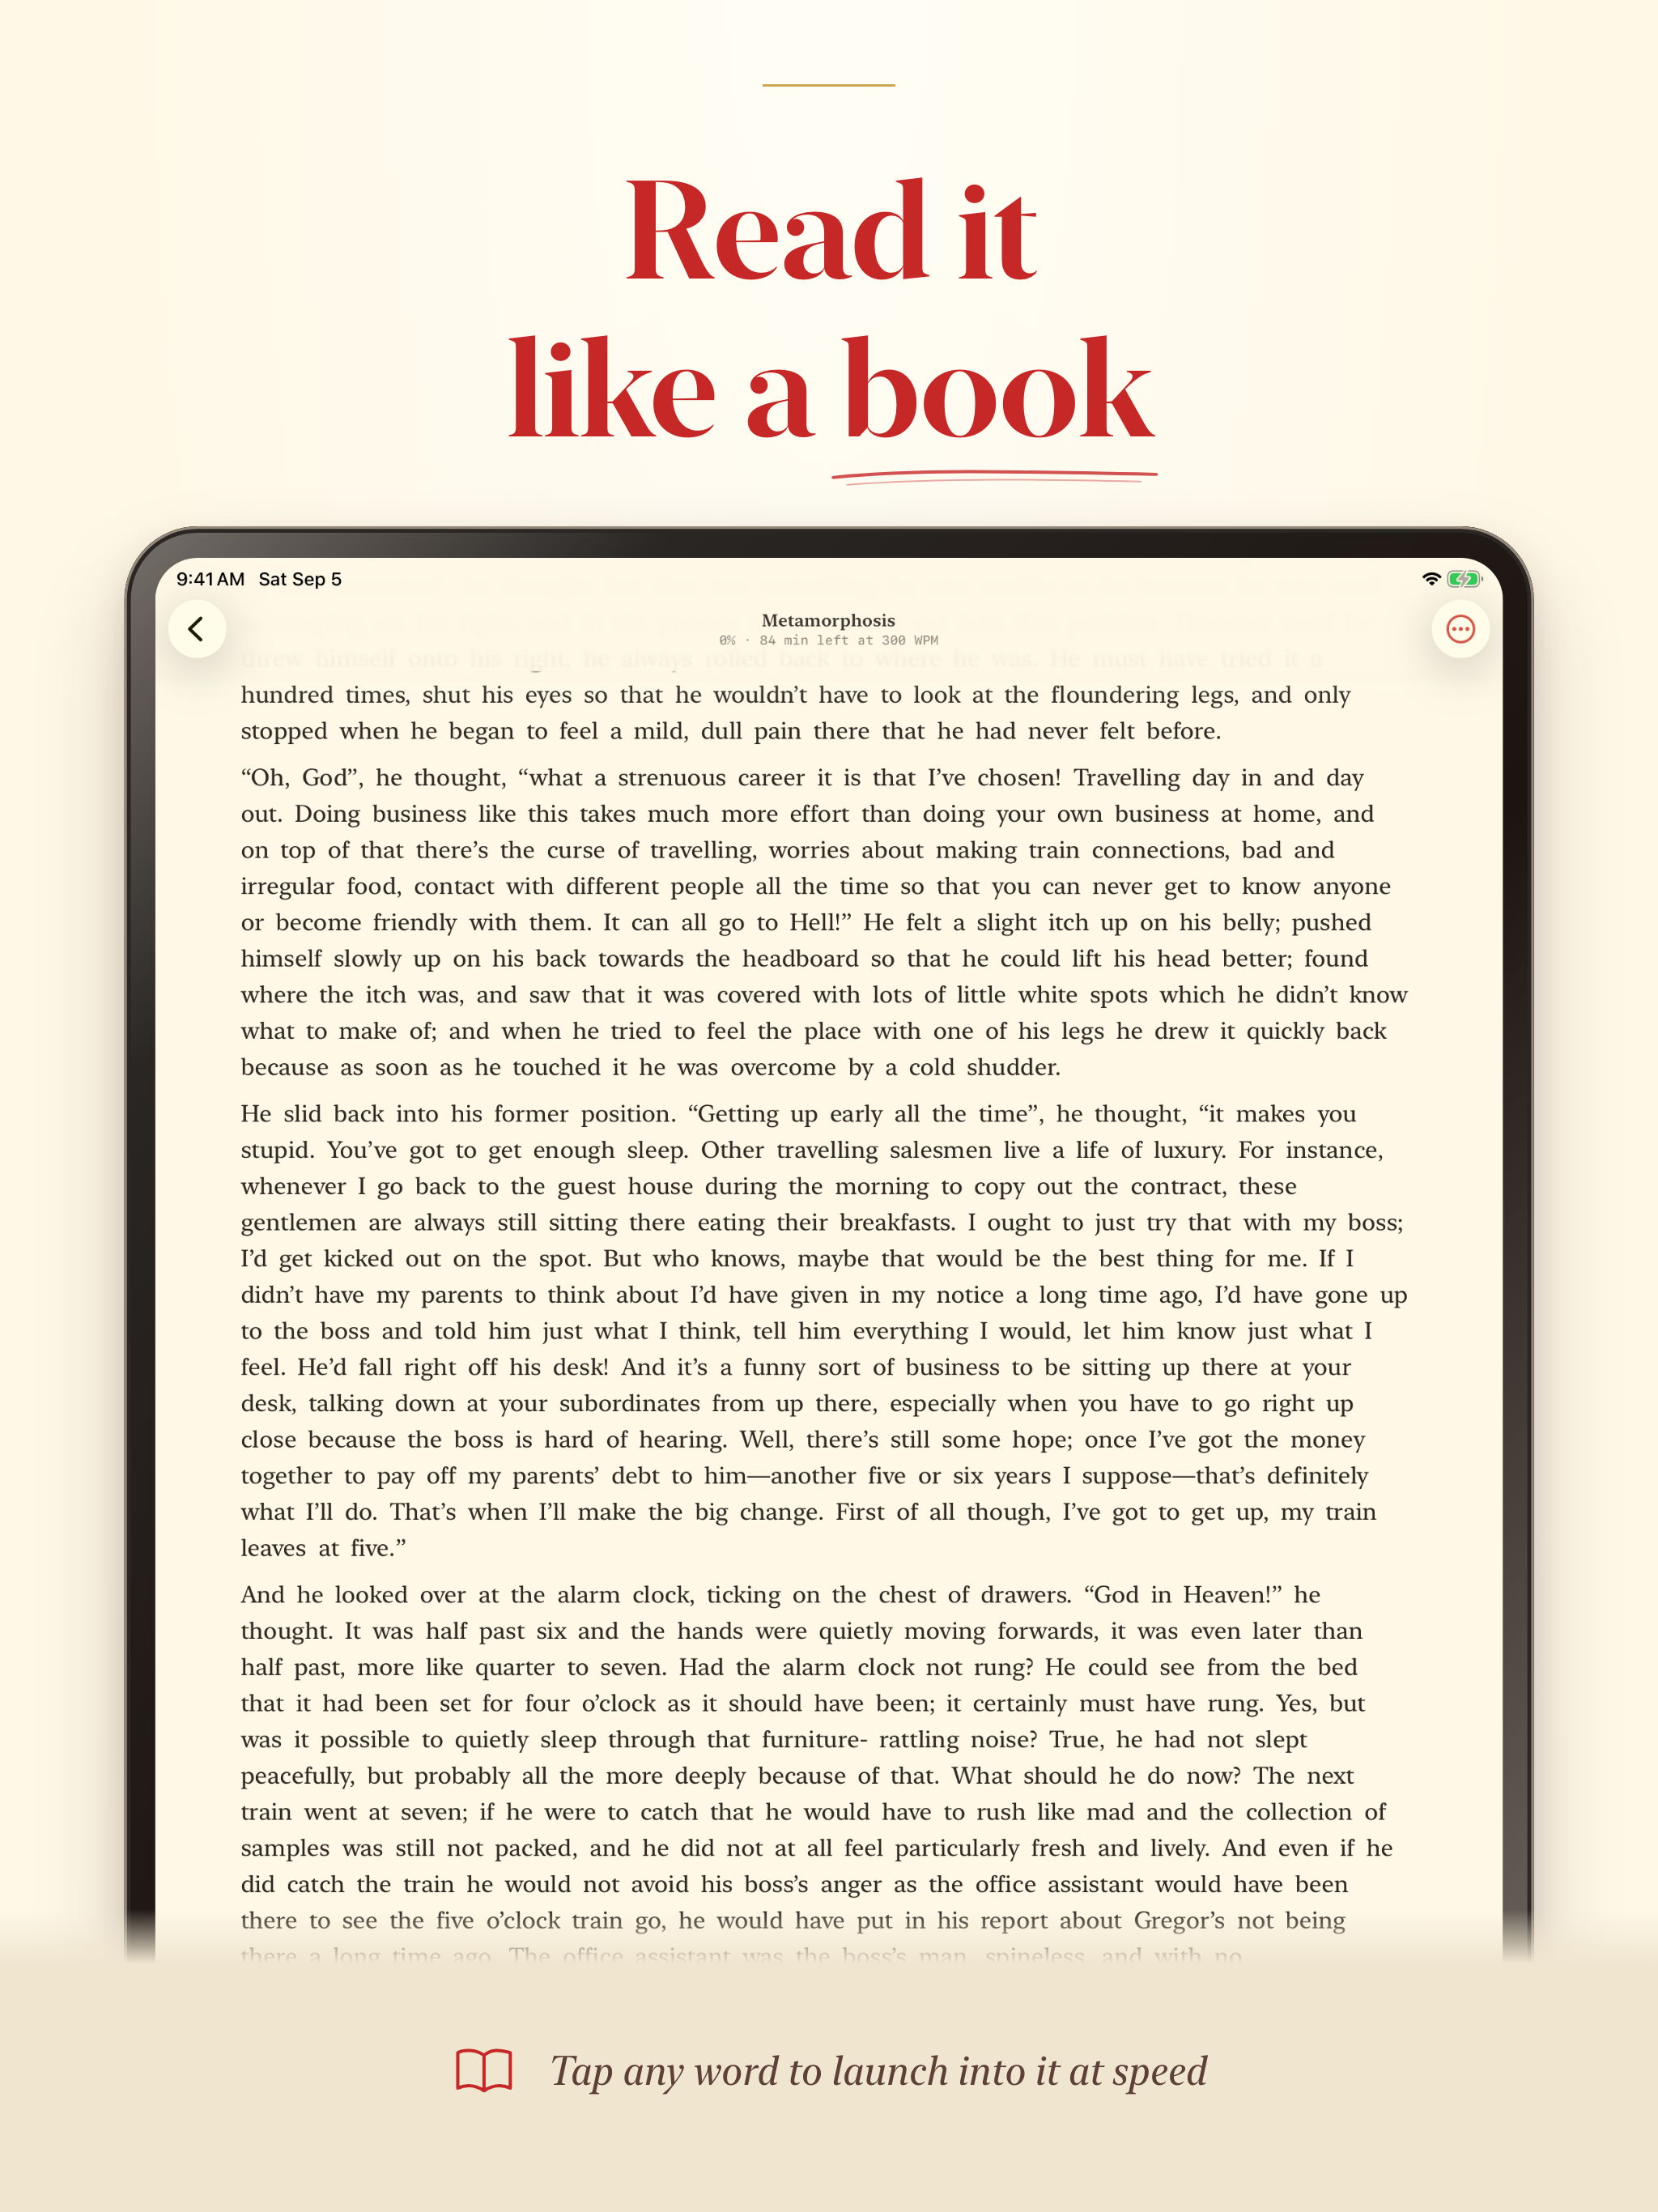 Read it
like a book
9:41 AM Sat Sep 5
Metamorphosis
0% · 84 min left at 300 WPM
threw himself onto his right, he always rolled back to where he was. He must have tried it a
hundred times, shut his eyes so that he wouldn’t have to look at the floundering legs, and only
stopped when he began to feel a mild, dull pain there that he had never felt before.
“Oh, God”, he thought, “what a strenuous career it is that I’ve chosen! Travelling day in and day
out. Doing business like this takes much more effort than doing your own business at home, and
on top of that there’s the curse of travelling, worries about making train connections, bad and
irregular food, contact with different people all the time so that you can never get to know anyone
or become friendly with them. It can all go to Hell!” He felt a slight itch up on his belly; pushed
himself slowly up on his back towards the headboard so that he could lift his head better; found
where the itch was, and saw that it was covered with lots of little white spots which he didn’t know
what to make of; and when he tried to feel the place with one of his legs he drew it quickly back
because as soon as he touched it he was overcome by a cold shudder.
He slid back into his former position. “Getting up early all the time”, he thought, “it makes you
stupid. You’ve got to get enough sleep. Other travelling salesmen live a life of luxury. For instance,
whenever I go back to the guest house during the morning to copy out the contract, these
gentlemen are always still sitting there eating their breakfasts. I ought to just try that with my boss;
I’d get kicked out on the spot. But who knows, maybe that would be the best thing for me. If I
didn’t have my parents to think about I’d have given in my notice a long time ago, I’d have gone up
to the boss and told him just what I think, tell him everything I would, let him know just what I
feel. He’d fall right off his desk! And it’s a funny sort of business to be sitting up there at your
desk, talking down at your subordinates from up there, especially when you have to go right up
close because the boss is hard of hearing. Well, there’s still some hope; once I’ve got the money
together to pay off my parents’ debt to him—another five or six years I suppose—that’s definitely
what I’ll do. That’s when I’ll make the big change. First of all though, I’ve got to get up, my train
leaves at five.”
And he looked over at the alarm clock, ticking on the chest of drawers. “God in Heaven!” he
thought. It was half past six and the hands were quietly moving forwards, it was even later than
half past, more like quarter to seven. Had the alarm clock not rung? He could see from the bed
that it had been set for four o’clock as it should have been; it certainly must have rung. Yes, but
was it possible to quietly sleep through that furniture- rattling noise? True, he had not slept
peacefully, but probably all the more deeply because of that. What should he do now? The next
train went at seven; if he were to catch that he would have to rush like mad and the collection of
samples was still not packed, and he did not at all feel particularly fresh and lively. And even if he
did catch the train he would not avoid his boss’s anger as the office assistant would have been
there to see the five o’clock train go, he would have put in his report about Gregor’s not being
there a long time ago. The office assistant was the boss’s man, spineless, and with no
Tap any word to launch into it at speed